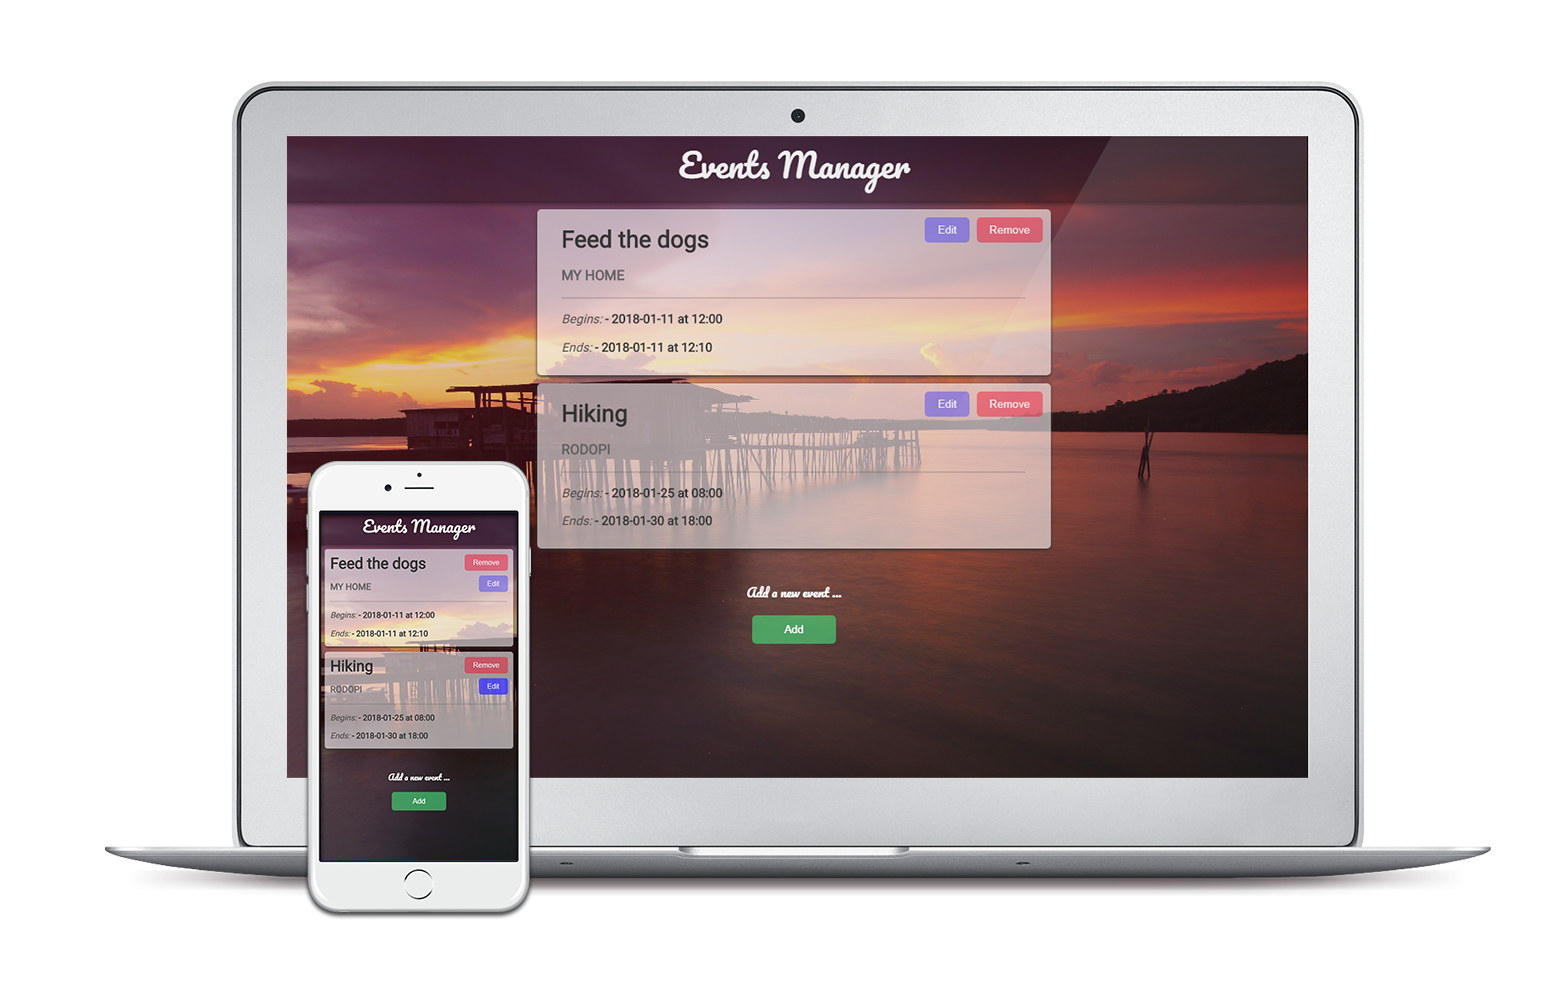 Events Manager
Feed the dogs
Edit
Remove
MY HOME
Begins: - 2018-01-11 at 12:00
Ends: - 2018-01-11 at 12:10
Hiking
Edit
Remove
RODOPI
Begins: - 2018-01-25 at 08:00
Ends: - 2018-01-30 at 18:00
Add a new event ...
Add
Events Manager
Feed the dogs
Remove
MY HOME
Edit
Begins: - 2018-01-11 at 12:00
Ends: - 2018-01-11 at 12:10
Hiking
Remove
RODOPI
Edit
Begins: - 2018-01-25 at 08:00
Ends: - 2018-01-30 at 18:00
Add a new event ...
Add